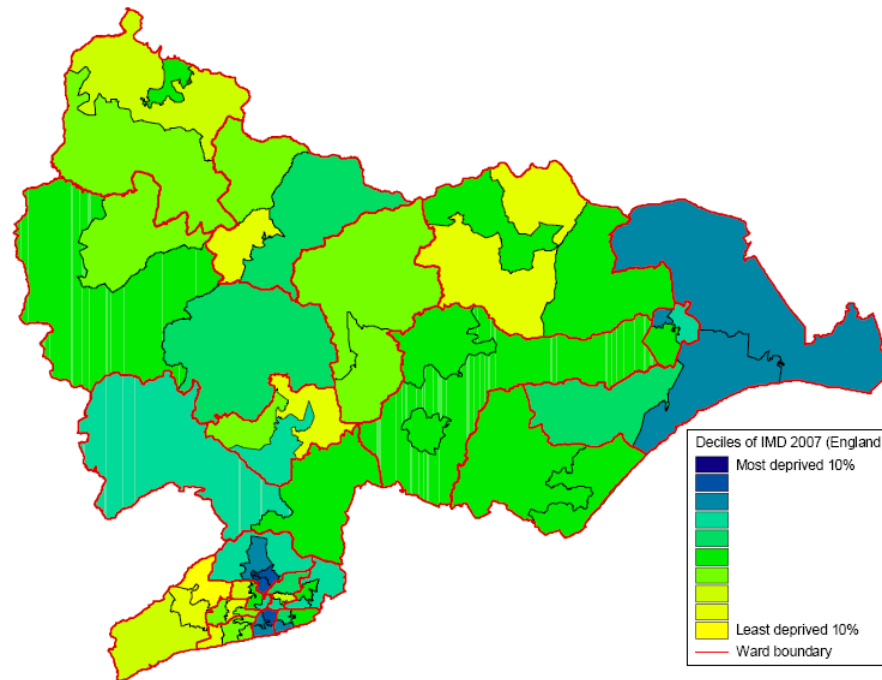 Deciles of IMD 2007 (England
Most deprived 10%
Least deprived 10%
Ward boundary